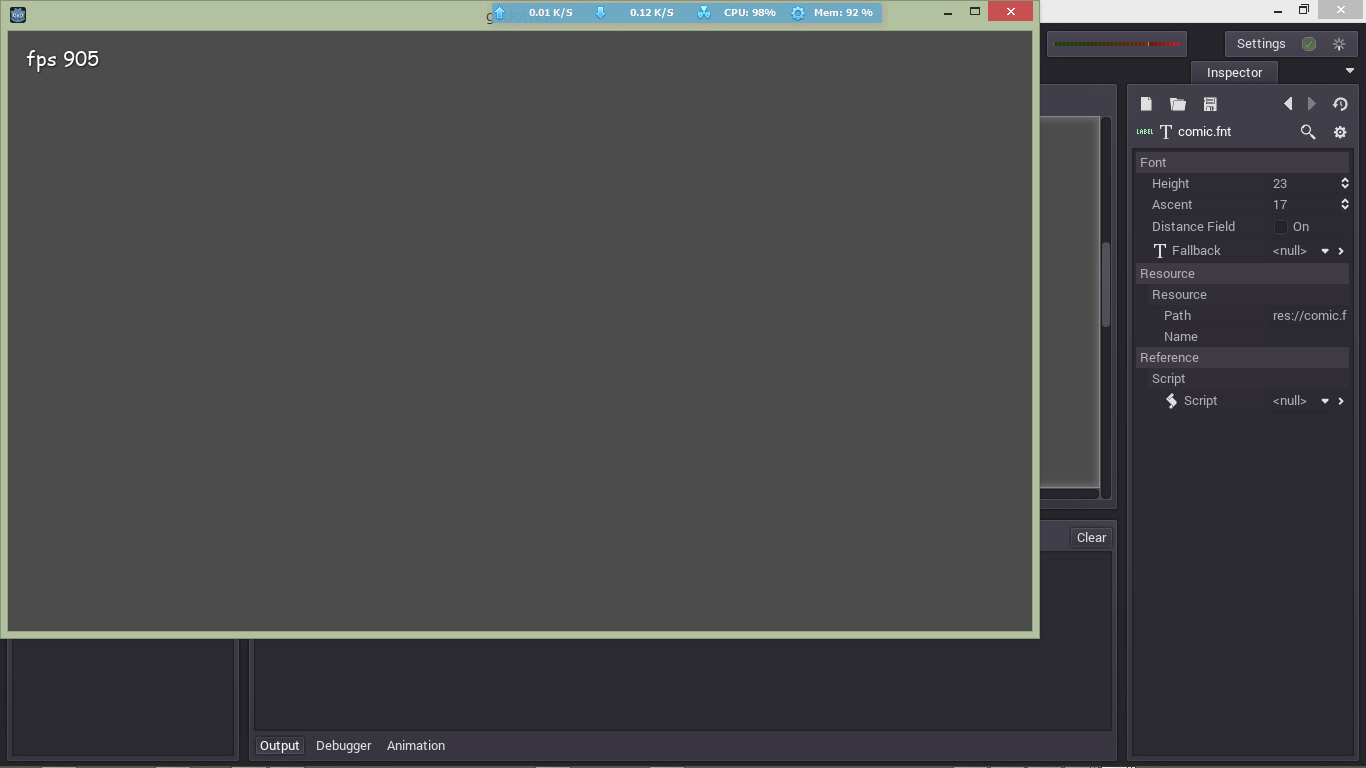 0.01 K/S 0.12 K/S CPU: 98% Mem: 92 %
fps 905
Settings
Inspector
comic.fnt
Font
Height 23
Ascent 17
Distance Field On
Fallback <null>
Resource
Resource
Path res://comic.f
Name
Reference
Script
Script <null>
Clear
Output Debugger Animation